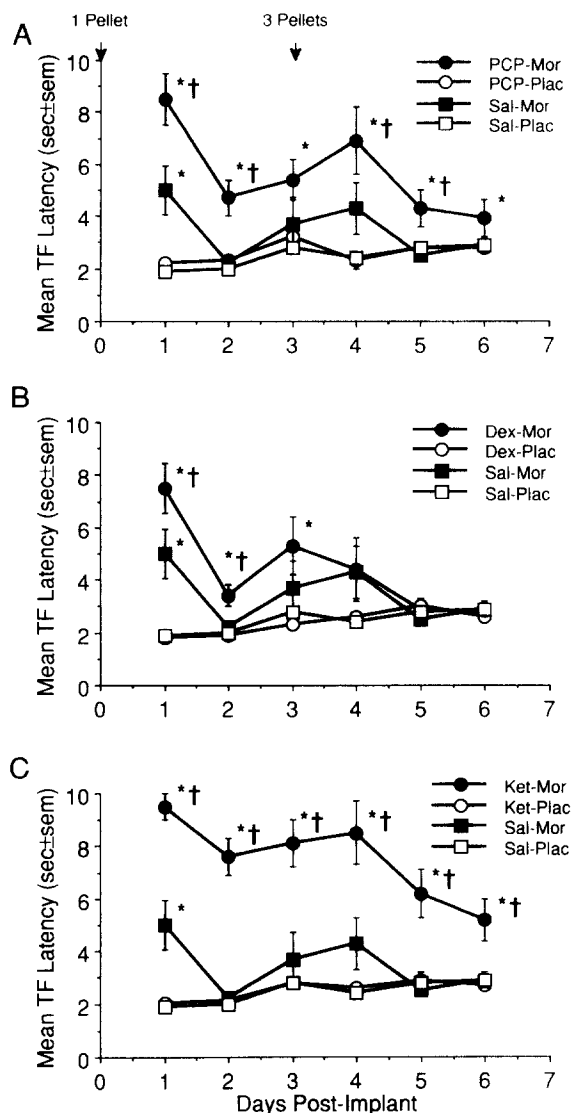 1 Pellet 3 Pellets
A
Mean TF Latency (sec±sem)
10
8
6
4
2
0
PCP-Mor
PCP-Plac
Sal-Mor
Sal-Plac
*†
*†
*
*†
*†
*
*
0 1 2 3 4 5 6 7
B
Mean TF Latency (sec±sem)
10
8
6
4
2
0
Dex-Mor
Dex-Plac
Sal-Mor
Sal-Plac
*†
*†
*
*
0 1 2 3 4 5 6 7
C
Mean TF Latency (sec±sem)
10
8
6
4
2
0
Ket-Mor
Ket-Plac
Sal-Mor
Sal-Plac
*†
*†
*†
*†
*†
*†
*
0 1 2 3 4 5 6 7
Days Post-Implant